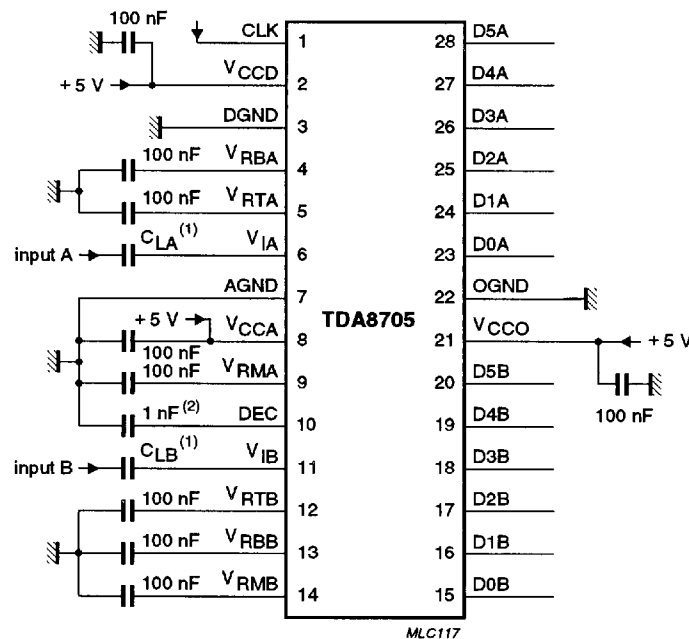 100 nF
CLK 1
+ 5 V VCCD 2
DGND 3
100 nF VRBA 4
100 nF VRTA 5
input A CLA(1) VIA 6
AGND 7
+ 5 V VCCA 8
100 nF
100 nF VRMA 9
1 nF(2) DEC 10
input B CLB(1) VIB 11
100 nF VRTB 12
100 nF VRBB 13
100 nF VRMB 14
TDA8705
28 D5A
27 D4A
26 D3A
25 D2A
24 D1A
23 D0A
22 OGND
21 VCCO + 5 V
20 D5B
100 nF
19 D4B
18 D3B
17 D2B
16 D1B
15 D0B
MLC117